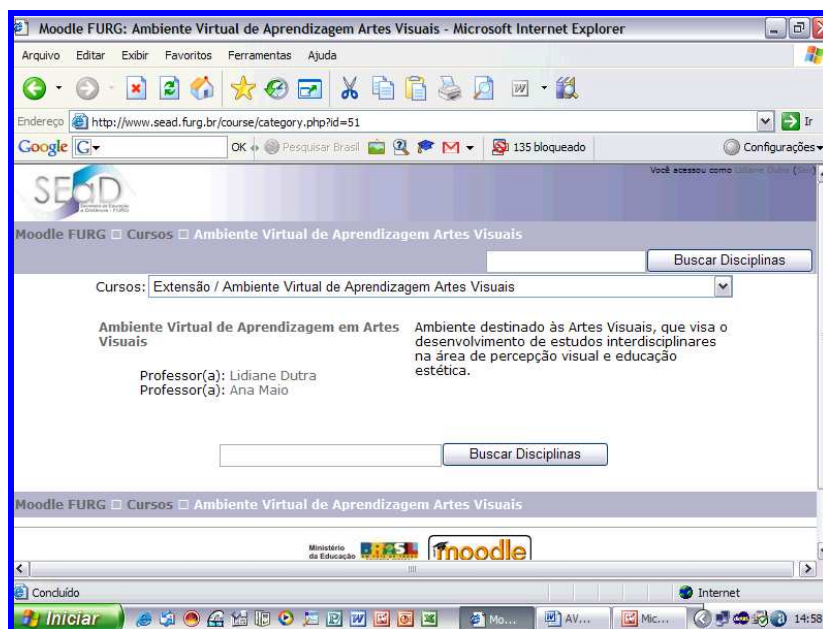 Moodle FURG: Ambiente Virtual de Aprendizagem Artes Visuais - Microsoft Internet Explorer
Arquivo Editar Exibir Favoritos Ferramentas Ajuda
Endereço http://www.sead.furg.br/course/category.php?id=51 Ir
Google G OK Pesquisar Brasil 135 bloqueado Configurações
Você acessou como Lidiane Dutra (Sair)
SEaD
Moodle FURG Cursos Ambiente Virtual de Aprendizagem Artes Visuais
Buscar Disciplinas
Cursos: Extensão / Ambiente Virtual de Aprendizagem Artes Visuais
Ambiente Virtual de Aprendizagem em Artes
Visuais
Professor(a): Lidiane Dutra
Professor(a): Ana Maio
Ambiente destinado às Artes Visuais, que visa o
desenvolvimento de estudos interdisciplinares
na área de percepção visual e educação
estética.
Buscar Disciplinas
Moodle FURG Cursos Ambiente Virtual de Aprendizagem Artes Visuais
Ministério
da Educação BRASIL moodle
Concluído Internet
Iniciar Mo... AV... Mic... 14:58